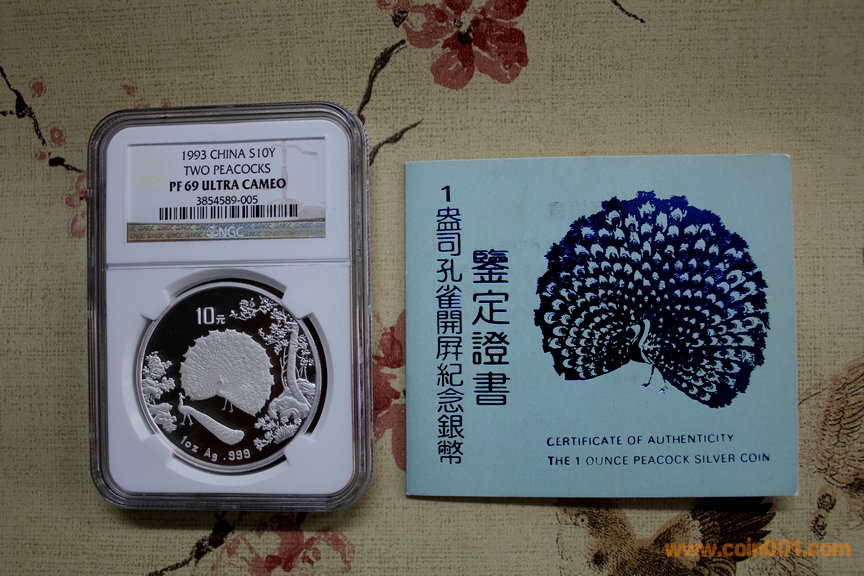 1993 CHINA S10Y
TWO PEACOCKS
PF 69 ULTRA CAMEO
3854589-005
NGC
10元
1oz Ag .999
1盎司孔雀開屏紀念銀幣
鑒定證書
CERTIFICATE OF AUTHENTICITY
THE 1 OUNCE PEACOCK SILVER COIN
www.coin001.com